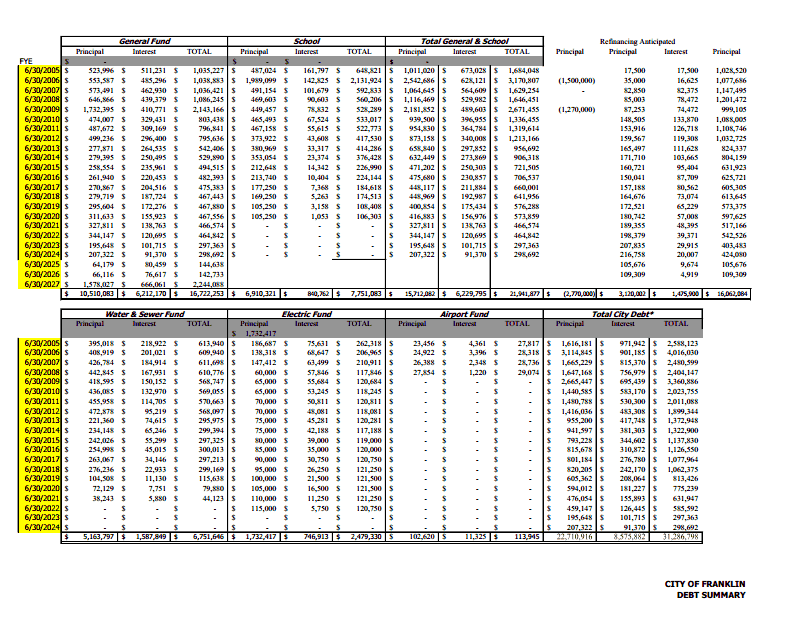 General Fund School Total General & School Refinancing Anticipated
Principal Interest TOTAL Principal Interest TOTAL Principal Interest TOTAL Principal Principal Interest Principal
FYE $ - $ - $ $ -
6/30/2005 $ 523,996 $ 511,231 $ 1,035,227 $ 487,024 $ 161,797 $ 648,821 $ 1,011,020 $ 673,028 $ 1,684,048 17,500 17,500 1,028,520
6/30/2006 $ 553,587 $ 485,296 $ 1,038,883 $ 1,989,099 $ 142,825 $ 2,131,924 $ 2,542,686 $ 628,121 $ 3,170,807 (1,500,000) 35,000 16,625 1,077,686
6/30/2007 $ 573,491 $ 462,930 $ 1,036,421 $ 491,154 $ 101,679 $ 592,833 $ 1,064,645 $ 564,609 $ 1,629,254 - 82,850 82,375 1,147,495
6/30/2008 $ 646,866 $ 439,379 $ 1,086,245 $ 469,603 $ 90,603 $ 560,206 $ 1,116,469 $ 529,982 $ 1,646,451 85,003 78,472 1,201,472
6/30/2009 $ 1,732,395 $ 410,771 $ 2,143,166 $ 449,457 $ 78,832 $ 528,289 $ 2,181,852 $ 489,603 $ 2,671,455 (1,270,000) 87,253 74,472 999,105
6/30/2010 $ 474,007 $ 329,431 $ 803,438 $ 465,493 $ 67,524 $ 533,017 $ 939,500 $ 396,955 $ 1,336,455 148,505 133,870 1,088,005
6/30/2011 $ 487,672 $ 309,169 $ 796,841 $ 467,158 $ 55,615 $ 522,773 $ 954,830 $ 364,784 $ 1,319,614 153,916 126,718 1,108,746
6/30/2012 $ 499,236 $ 296,400 $ 795,636 $ 373,922 $ 43,608 $ 417,530 $ 873,158 $ 340,008 $ 1,213,166 159,567 119,308 1,032,725
6/30/2013 $ 277,871 $ 264,535 $ 542,406 $ 380,969 $ 33,317 $ 414,286 $ 658,840 $ 297,852 $ 956,692 165,497 111,628 824,337
6/30/2014 $ 279,395 $ 250,495 $ 529,890 $ 353,054 $ 23,374 $ 376,428 $ 632,449 $ 273,869 $ 906,318 171,710 103,665 804,159
6/30/2015 $ 258,554 $ 235,961 $ 494,515 $ 212,648 $ 14,342 $ 226,990 $ 471,202 $ 250,303 $ 721,505 160,721 95,404 631,923
6/30/2016 $ 261,940 $ 220,453 $ 482,393 $ 213,740 $ 10,404 $ 224,144 $ 475,680 $ 230,857 $ 706,537 150,041 87,709 625,721
6/30/2017 $ 270,867 $ 204,516 $ 475,383 $ 177,250 $ 7,368 $ 184,618 $ 448,117 $ 211,884 $ 660,001 157,188 80,562 605,305
6/30/2018 $ 279,719 $ 187,724 $ 467,443 $ 169,250 $ 5,263 $ 174,513 $ 448,969 $ 192,987 $ 641,956 164,676 73,074 613,645
6/30/2019 $ 295,604 $ 172,276 $ 467,880 $ 105,250 $ 3,158 $ 108,408 $ 400,854 $ 175,434 $ 576,288 172,521 65,229 573,375
6/30/2020 $ 311,633 $ 155,923 $ 467,556 $ 105,250 $ 1,053 $ 106,303 $ 416,883 $ 156,976 $ 573,859 180,742 57,008 597,625
6/30/2021 $ 327,811 $ 138,763 $ 466,574 $ - $ - $ - $ 327,811 $ 138,763 $ 466,574 189,355 48,395 517,166
6/30/2022 $ 344,147 $ 120,695 $ 464,842 $ - $ - $ - $ 344,147 $ 120,695 $ 464,842 198,379 39,371 542,526
6/30/2023 $ 195,648 $ 101,715 $ 297,363 $ - $ - $ - $ 195,648 $ 101,715 $ 297,363 207,835 29,915 403,483
6/30/2024 $ 207,322 $ 91,370 $ 298,692 $ - $ - $ - $ 207,322 $ 91,370 $ 298,692 216,758 20,007 424,080
6/30/2025 $ 64,179 $ 80,459 $ 144,638 105,676 9,674 105,676
6/30/2026 $ 66,116 $ 76,617 $ 142,733 109,309 4,919 109,309
6/30/2027 $ 1,578,027 $ 666,061 $ 2,244,088
$ 10,510,083 $ 6,212,170 $ 16,722,253 $ 6,910,321 $ 840,762 $ 7,751,083 $ 15,712,082 $ 6,229,795 $ 21,941,877 $ (2,770,000) $ 3,120,002 $ 1,475,900 $ 16,062,084
Water & Sewer Fund Electric Fund Airport Fund Total City Debt*
Principal Interest TOTAL Principal Interest TOTAL Principal Interest TOTAL Principal Interest TOTAL
$ 1,732,417
6/30/2005 $ 395,018 $ 218,922 $ 613,940 $ 186,687 $ 75,631 $ 262,318 $ 23,456 $ 4,361 $ 27,817 $ 1,616,181 $ 971,942 $ 2,588,123
6/30/2006 $ 408,919 $ 201,021 $ 609,940 $ 138,318 $ 68,647 $ 206,965 $ 24,922 $ 3,396 $ 28,318 $ 3,114,845 $ 901,185 $ 4,016,030
6/30/2007 $ 426,784 $ 184,914 $ 611,698 $ 147,412 $ 63,499 $ 210,911 $ 26,388 $ 2,348 $ 28,736 $ 1,665,229 $ 815,370 $ 2,480,599
6/30/2008 $ 442,845 $ 167,931 $ 610,776 $ 60,000 $ 57,846 $ 117,846 $ 27,854 $ 1,220 $ 29,074 $ 1,647,168 $ 756,979 $ 2,404,147
6/30/2009 $ 418,595 $ 150,152 $ 568,747 $ 65,000 $ 55,684 $ 120,684 $ - $ - $ - $ 2,665,447 $ 695,439 $ 3,360,886
6/30/2010 $ 436,085 $ 132,970 $ 569,055 $ 65,000 $ 53,245 $ 118,245 $ - $ - $ - $ 1,440,585 $ 583,170 $ 2,023,755
6/30/2011 $ 455,958 $ 114,705 $ 570,663 $ 70,000 $ 50,811 $ 120,811 $ - $ - $ - $ 1,480,788 $ 530,300 $ 2,011,088
6/30/2012 $ 472,878 $ 95,219 $ 568,097 $ 70,000 $ 48,081 $ 118,081 $ - $ - $ - $ 1,416,036 $ 483,308 $ 1,899,344
6/30/2013 $ 221,360 $ 74,615 $ 295,975 $ 75,000 $ 45,281 $ 120,281 $ - $ - $ - $ 955,200 $ 417,748 $ 1,372,948
6/30/2014 $ 234,148 $ 65,246 $ 299,394 $ 75,000 $ 42,188 $ 117,188 $ - $ - $ - $ 941,597 $ 381,303 $ 1,322,900
6/30/2015 $ 242,026 $ 55,299 $ 297,325 $ 80,000 $ 39,000 $ 119,000 $ - $ - $ - $ 793,228 $ 344,602 $ 1,137,830
6/30/2016 $ 254,998 $ 45,015 $ 300,013 $ 85,000 $ 35,000 $ 120,000 $ - $ - $ - $ 815,678 $ 310,872 $ 1,126,550
6/30/2017 $ 263,067 $ 34,146 $ 297,213 $ 90,000 $ 30,750 $ 120,750 $ - $ - $ - $ 801,184 $ 276,780 $ 1,077,964
6/30/2018 $ 276,236 $ 22,933 $ 299,169 $ 95,000 $ 26,250 $ 121,250 $ - $ - $ - $ 820,205 $ 242,170 $ 1,062,375
6/30/2019 $ 104,508 $ 11,130 $ 115,638 $ 100,000 $ 21,500 $ 121,500 $ - $ - $ - $ 605,362 $ 208,064 $ 813,426
6/30/2020 $ 72,129 $ 7,751 $ 79,880 $ 105,000 $ 16,500 $ 121,500 $ - $ - $ - $ 594,012 $ 181,227 $ 775,239
6/30/2021 $ 38,243 $ 5,880 $ 44,123 $ 110,000 $ 11,250 $ 121,250 $ - $ - $ - $ 476,054 $ 155,893 $ 631,947
6/30/2022 $ - $ - $ - $ 115,000 $ 5,750 $ 120,750 $ - $ - $ - $ 459,147 $ 126,445 $ 585,592
6/30/2023 $ - $ - $ - $ - $ - $ - $ - $ - $ - $ 195,648 $ 101,715 $ 297,363
6/30/2024 $ - $ - $ - $ - $ - $ - $ - $ - $ - $ 207,322 $ 91,370 $ 298,692
$ 5,163,797 $ 1,587,849 $ 6,751,646 $ 1,732,417 $ 746,913 $ 2,479,330 $ 102,620 $ 11,325 $ 113,945 22,710,916 8,575,882 31,286,798
CITY OF FRANKLIN
DEBT SUMMARY